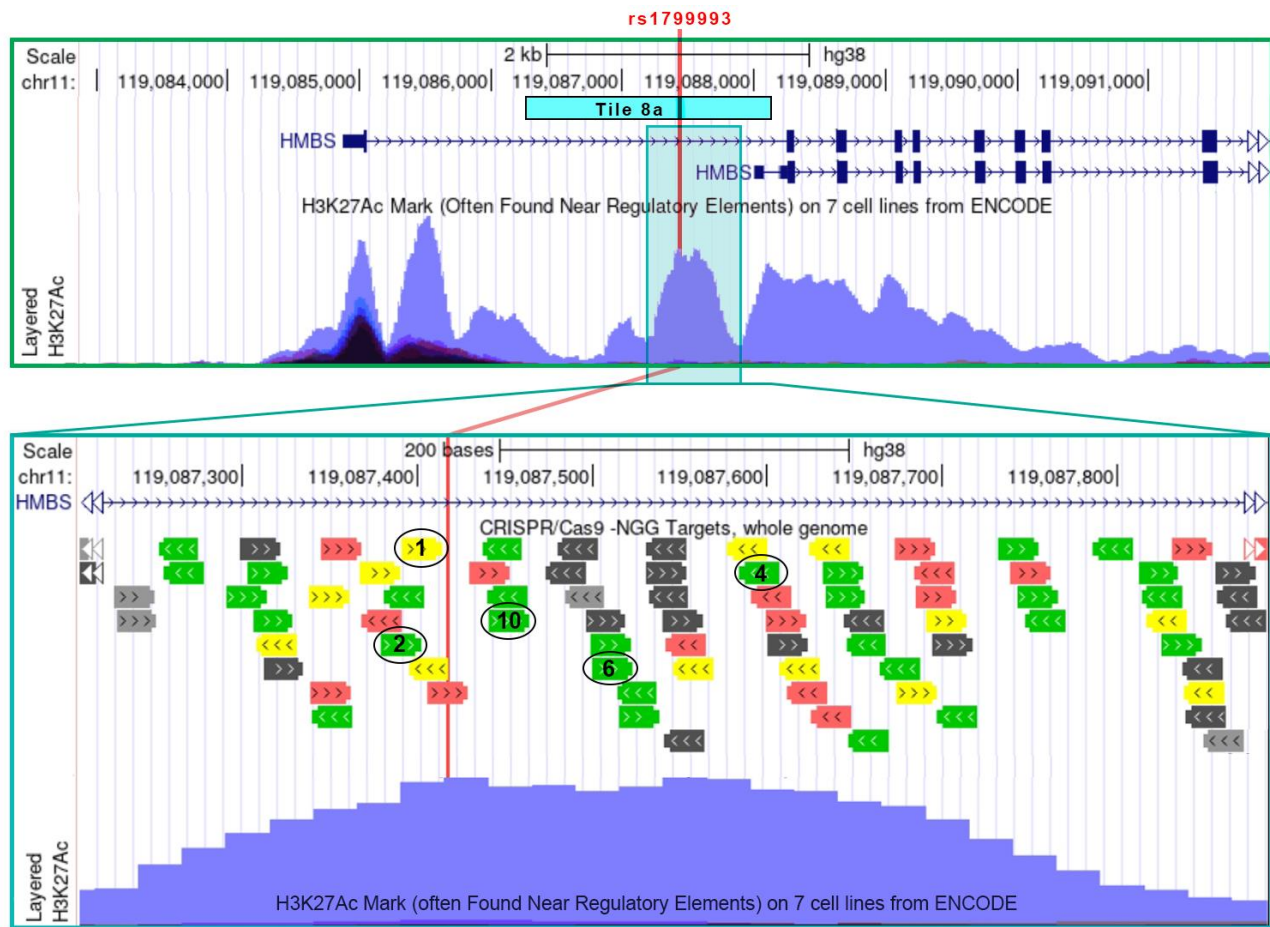 rs1799993
Scale 2 kb hg38
chr11: 119,084,000 119,085,000 119,086,000 119,087,000 119,088,000 119,089,000 119,090,000 119,091,000
Tile 8a
HMBS
HMBS
H3K27Ac Mark (Often Found Near Regulatory Elements) on 7 cell lines from ENCODE
Layered
H3K27Ac
Scale 200 bases hg38
chr11: 119,087,300 119,087,400 119,087,500 119,087,600 119,087,700 119,087,800
HMBS
CRISPR/Cas9 -NGG Targets, whole genome
1
4
10
2
6
Layered
H3K27Ac
H3K27Ac Mark (often Found Near Regulatory Elements) on 7 cell lines from ENCODE